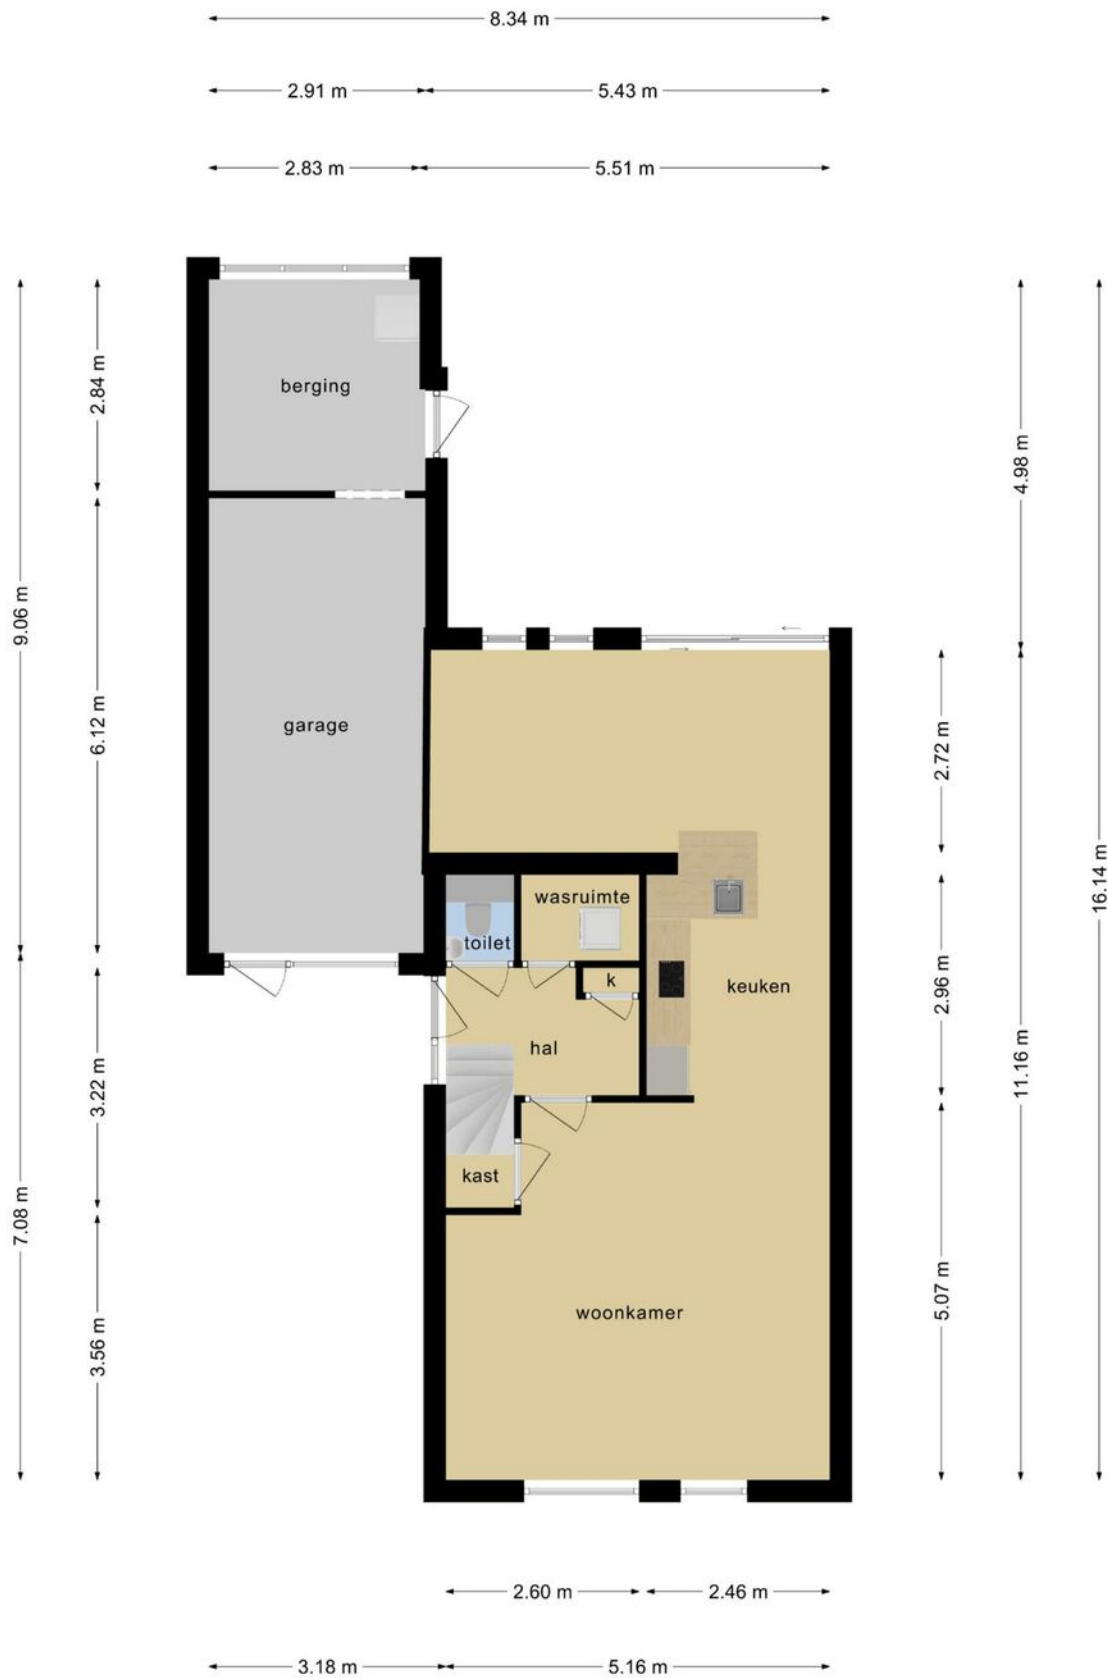 8.34 m
2.91 m
5.43 m
2.83 m
5.51 m
berging
2.84 m
4.98 m
9.06 m
16.14 m
garage
6.12 m
2.72 m
wasruimte
toilet
k
keuken
2.96 m
hal
11.16 m
3.22 m
kast
7.08 m
woonkamer
5.07 m
3.56 m
2.60 m
2.46 m
3.18 m
5.16 m